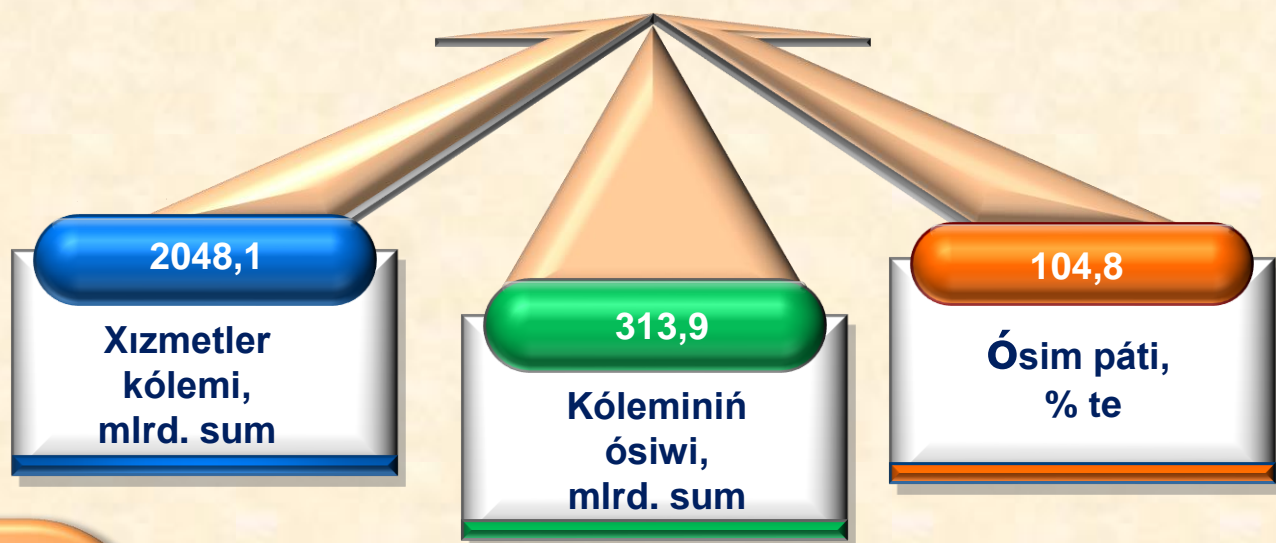 2048,1
Xızmetler
kólemi,
mlrd. sum
313,9
Kóleminiń
ósiwi,
mlrd. sum
104,8
Ósim páti,
% te